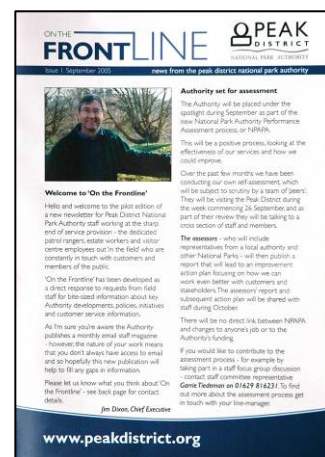 ON THE
FRONTLINE
PEAK
DISTRICT
NATIONAL PARK AUTHORITY
Issue 1 September 2005
news from the peak district national park authority
Welcome to 'On the Frontline'
Hello and welcome to the pilot edition of
a new newsletter for Peak District National
Park Authority staff working at the sharp
end of service provision - the dedicated
patrol rangers, estate workers and visitor
centre employees out 'in the field' who are
constantly in touch with customers and
members of the public.
'On the Frontline' has been developed as
a direct response to requests from field
staff for bite-sized information about key
Authority developments, policies, initiatives
and customer service information.
As I'm sure you're aware the Authority
publishes a monthly email staff magazine
- however, the nature of your work means
that you don't always have access to email
and so hopefully this new publication will
help to fill any gaps in information.
Please let us know what you think about 'On
the Frontline' - see back page for contact
details.
Jim Dixon, Chief Executive
Authority set for assessment
The Authority will be placed under the
spotlight during September as part of the
new National Park Authority Performance
Assessment process, or NPAPA.
This will be a positive process, looking at the
effectiveness of our services and how we
could improve.
Over the past few months we have been
conducting our own self-assessment, which
will be subject to scrutiny by a team of 'peers'.
They will be visiting the Peak District during
the week commencing 26 September, and as
part of their review they will be talking to a
cross section of staff and members.
The assessors - who will include
representatives from a local authority and
other National Parks - will then publish a
report that will lead to an improvement
action plan focusing on how we can
work even better with customers and
stakeholders. The assessors' report and
subsequent action plan will be shared with
staff during October.
There will be no direct link between NPAPA
and changes to anyone's job or to the
Authority's funding.
If you would like to contribute to the
assessment process - for example by
taking part in a staff focus group discussion
- contact staff committee representative
Garrie Tiedeman on 01629 816231. To find
out more about the assessment process get
in touch with your line-manager.
www.peakdistrict.org